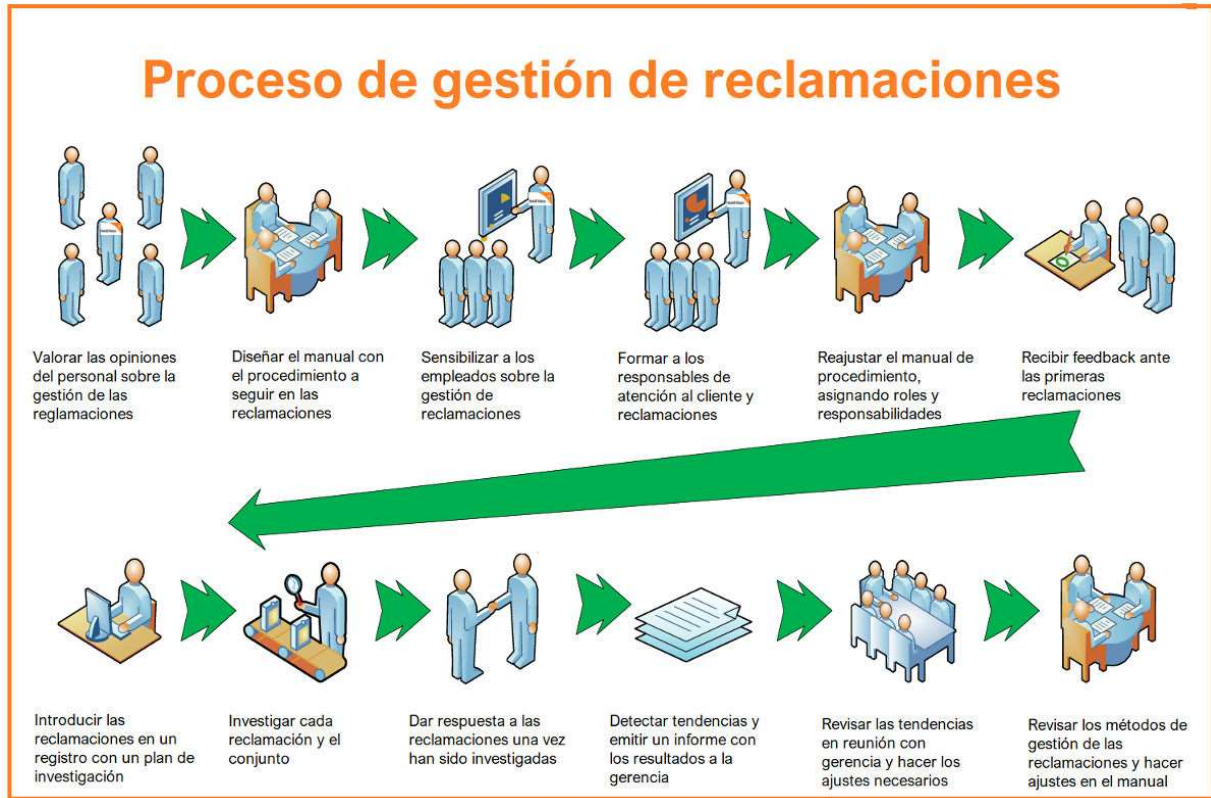 Proceso de gestión de reclamaciones
Valorar las opiniones
del personal sobre la
gestión de las
reglamaciones
Diseñar el manual con
el procedimiento a
seguir en las
reclamaciones
Sensibilizar a los
empleados sobre la
gestión de
reclamaciones
Formar a los
responsables de
atención al cliente y
reclamaciones
Reajustar el manual de
procedimiento,
asignando roles y
responsabilidades
Recibir feedback ante
las primeras
reclamaciones
Introducir las
reclamaciones en un
registro con un plan de
investigación
Investigar cada
reclamación y el
conjunto
Dar respuesta a las
reclamaciones una vez
han sido investigadas
Detectar tendencias y
emitir un informe con
los resultados a la
gerencia
Revisar las tendencias
en reunión con
gerencia y hacer los
ajustes necesarios
Revisar los métodos de
gestión de las
reclamaciones y hacer
ajustes en el manual